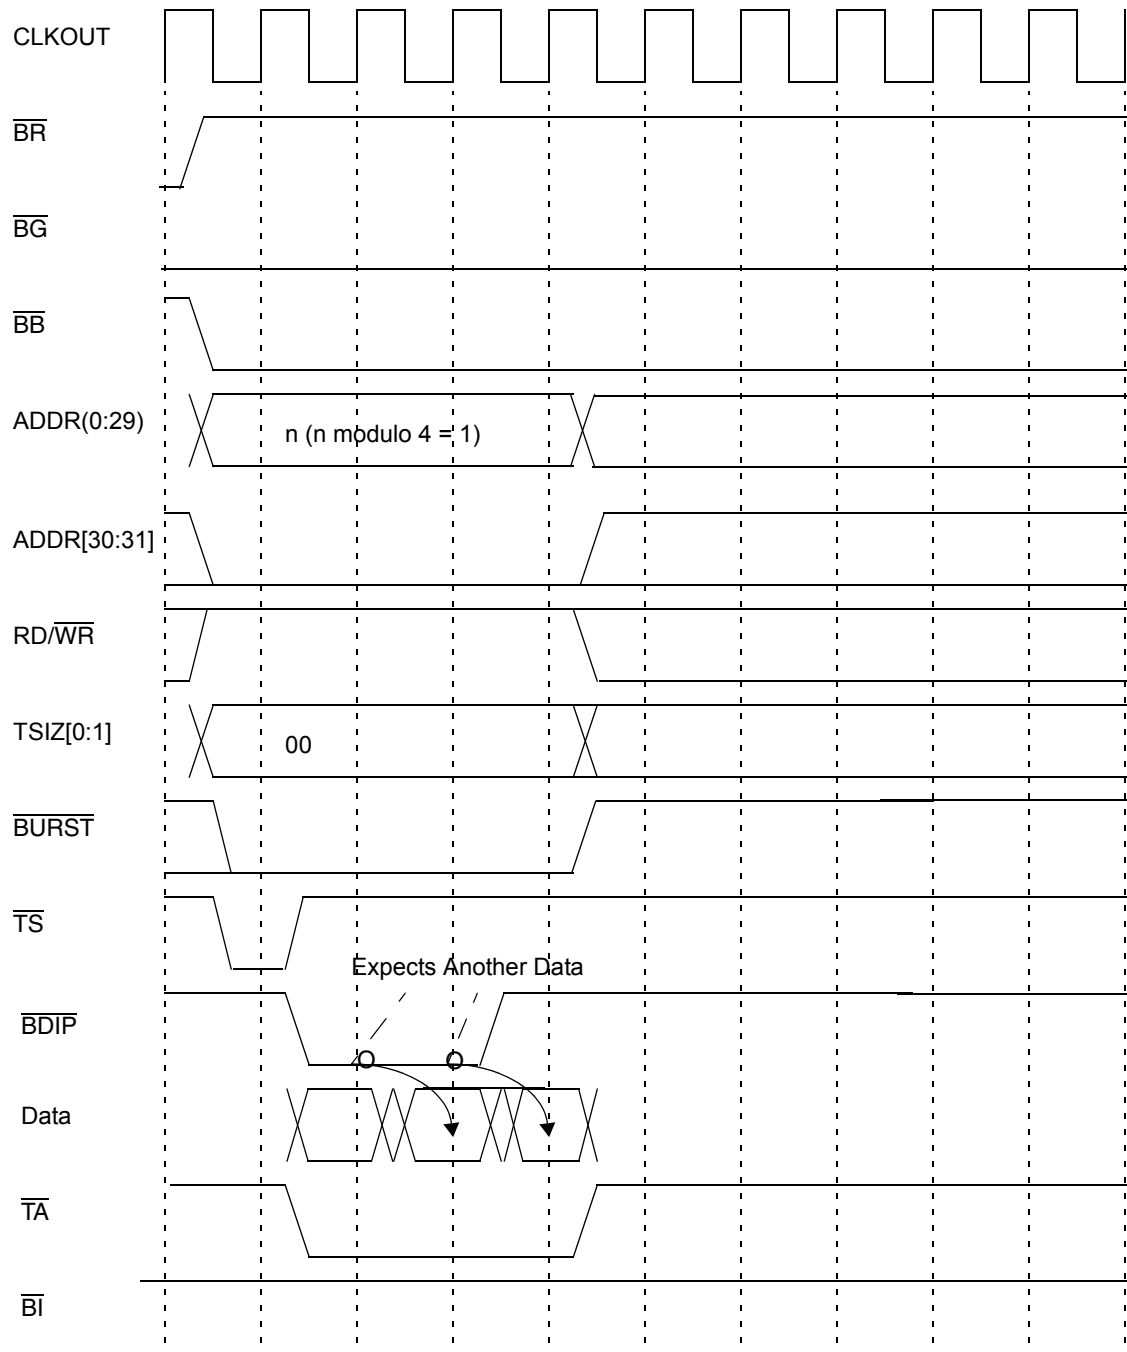 CLKOUT
BR
BG
BB
ADDR(0:29)
n (n modulo 4 = 1)
ADDR[30:31]
RD/WR
TSIZ[0:1]
00
BURST
TS
Expects Another Data
BDIP
Data
TA
BI